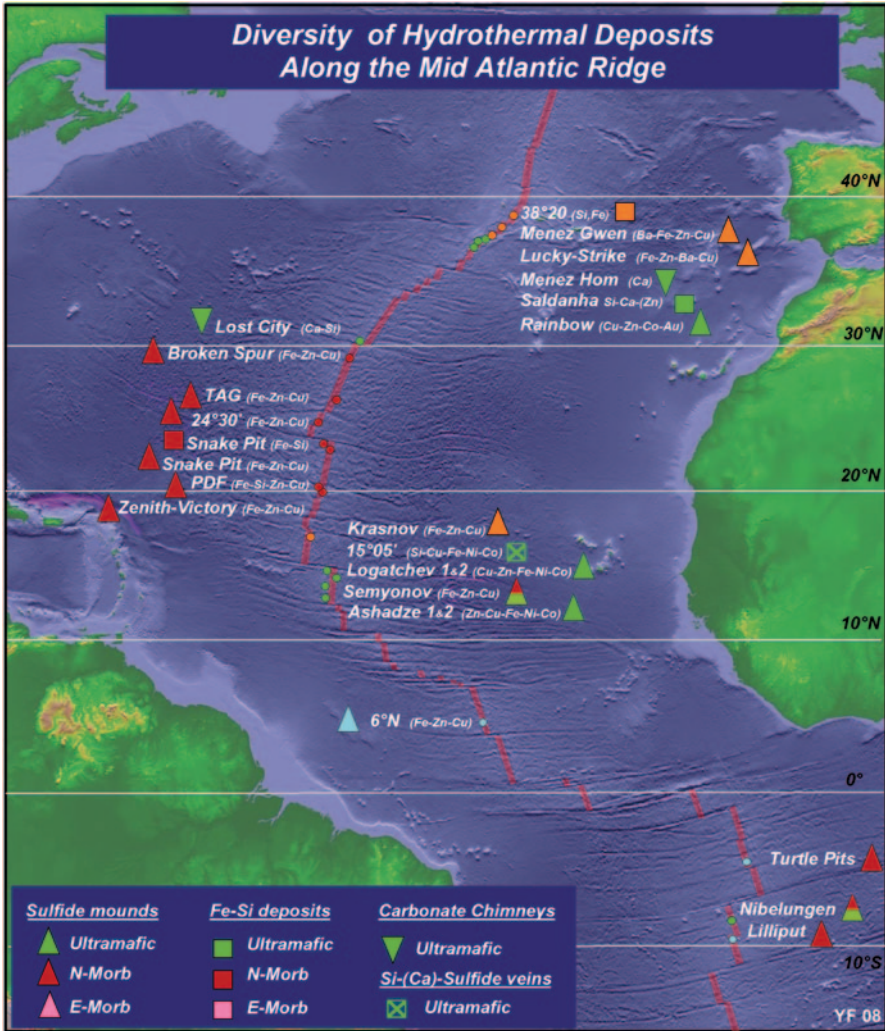 Diversity of Hydrothermal Deposits
Along the Mid Atlantic Ridge
40°N
38°20 (Si,Fe)
Menez Gwen (Ba-Fe-Zn-Cu)
Lucky-Strike (Fe-Zn-Ba-Cu)
Menez Hom (Ca)
Saldanha Si-Ca-(Zn)
Rainbow (Cu-Zn-Co-Au)
Lost City (Ca-Si)
30°N
Broken Spur (Fe-Zn-Cu)
TAG (Fe-Zn-Cu)
24°30' (Fe-Zn-Cu)
Snake Pit (Fe-Si)
Snake Pit (Fe-Zn-Cu)
PDF (Fe-Si-Zn-Cu)
20°N
Zenith-Victory (Fe-Zn-Cu)
Krasnov (Fe-Zn-Cu)
15°05' (Si-Cu-Fe-Ni-Co)
Logatchev 1&2 (Cu-Zn-Fe-Ni-Co)
Semyonov (Fe-Zn-Cu)
Ashadze 1&2 (Zn-Cu-Fe-Ni-Co)
10°N
6°N (Fe-Zn-Cu)
0°
Turtle Pits
Nibelungen
Lilliput
10°S
Sulfide mounds
Ultramafic
N-Morb
E-Morb
Fe-Si deposits
Ultramafic
N-Morb
E-Morb
Carbonate Chimneys
Ultramafic
Si-(Ca)-Sulfide veins
Ultramafic
YF 08